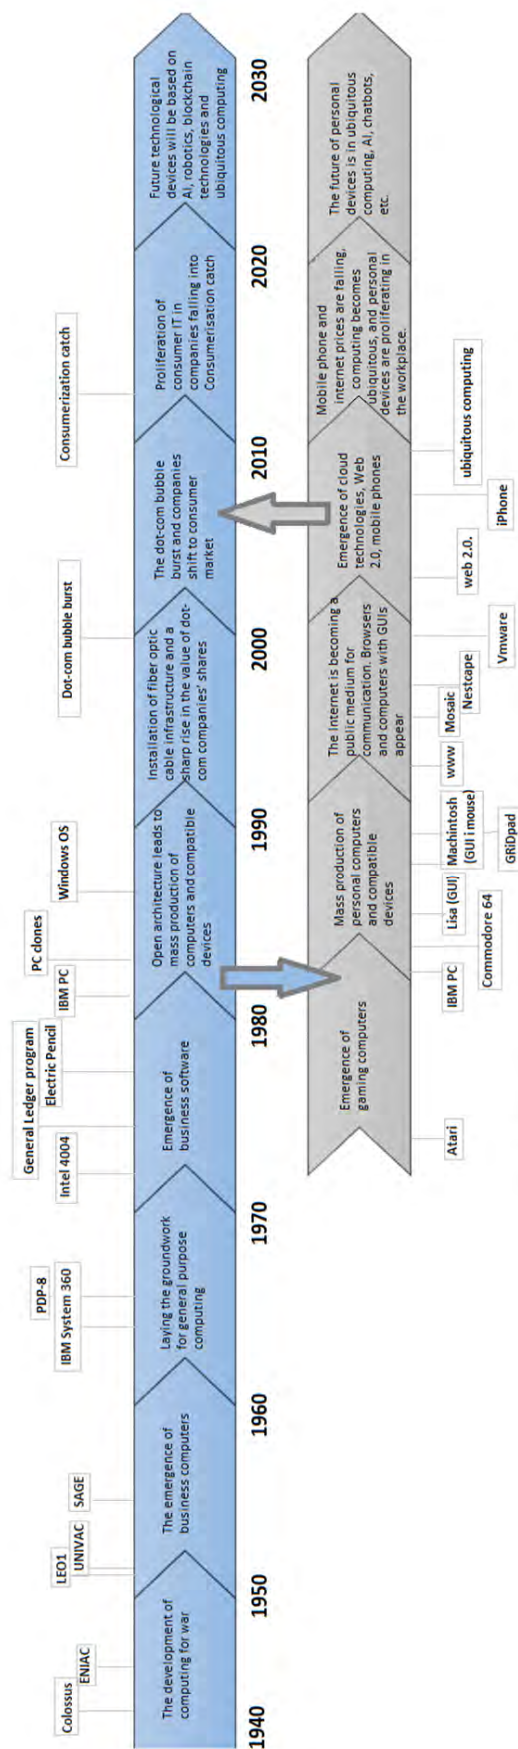 Colossus
ENIAC
LEO1
UNIVAC
SAGE
PDP-8
IBM System 360
General Ledger program
Electric Pencil
Intel 4004
PC clones
IBM PC
Windows OS
Dot-com bubble burst
Consumerization catch
The development of
computing for war
The emergence of
business computers
Laying the groundwork
for general purpose
computing
Emergence of
business software
Open architecture leads to
mass production of
computers and compatible
devices
Installation of fiber optic
cable infrastructure and a
sharp rise in the value of dot-
com companies' shares
The dot-com bubble
burst and companies
shift to consumer
market
Proliferation of
consumer IT in
companies falling into
Consumerisation catch
Future technological
devices will be based on
AI, robotics, blockchain
technologies and
ubiquitous computing
1940
1950
1960
1970
1980
1990
2000
2010
2020
2030
Emergence of
gaming computers
Mass production of
personal computers
and compatible
devices
The Internet is becoming a
public medium for
communication. Browsers
and computers with GUIs
appear
Emergence of cloud
technologies, Web
2.0, mobile phones
Mobile phone and
internet prices are falling,
computing becomes
ubiquitous, and personal
devices are proliferating in
the workplace.
The future of personal
devices is in ubiquitous
computing, AI, chatbots,
etc.
Atari
IBM PC
Commodore 64
Lisa (GUI)
Machintosh
(GUI i mouse)
GRiDpad
www
Mosaic
Nestcape
Vmware
web 2.0.
iPhone
ubiquitous computing